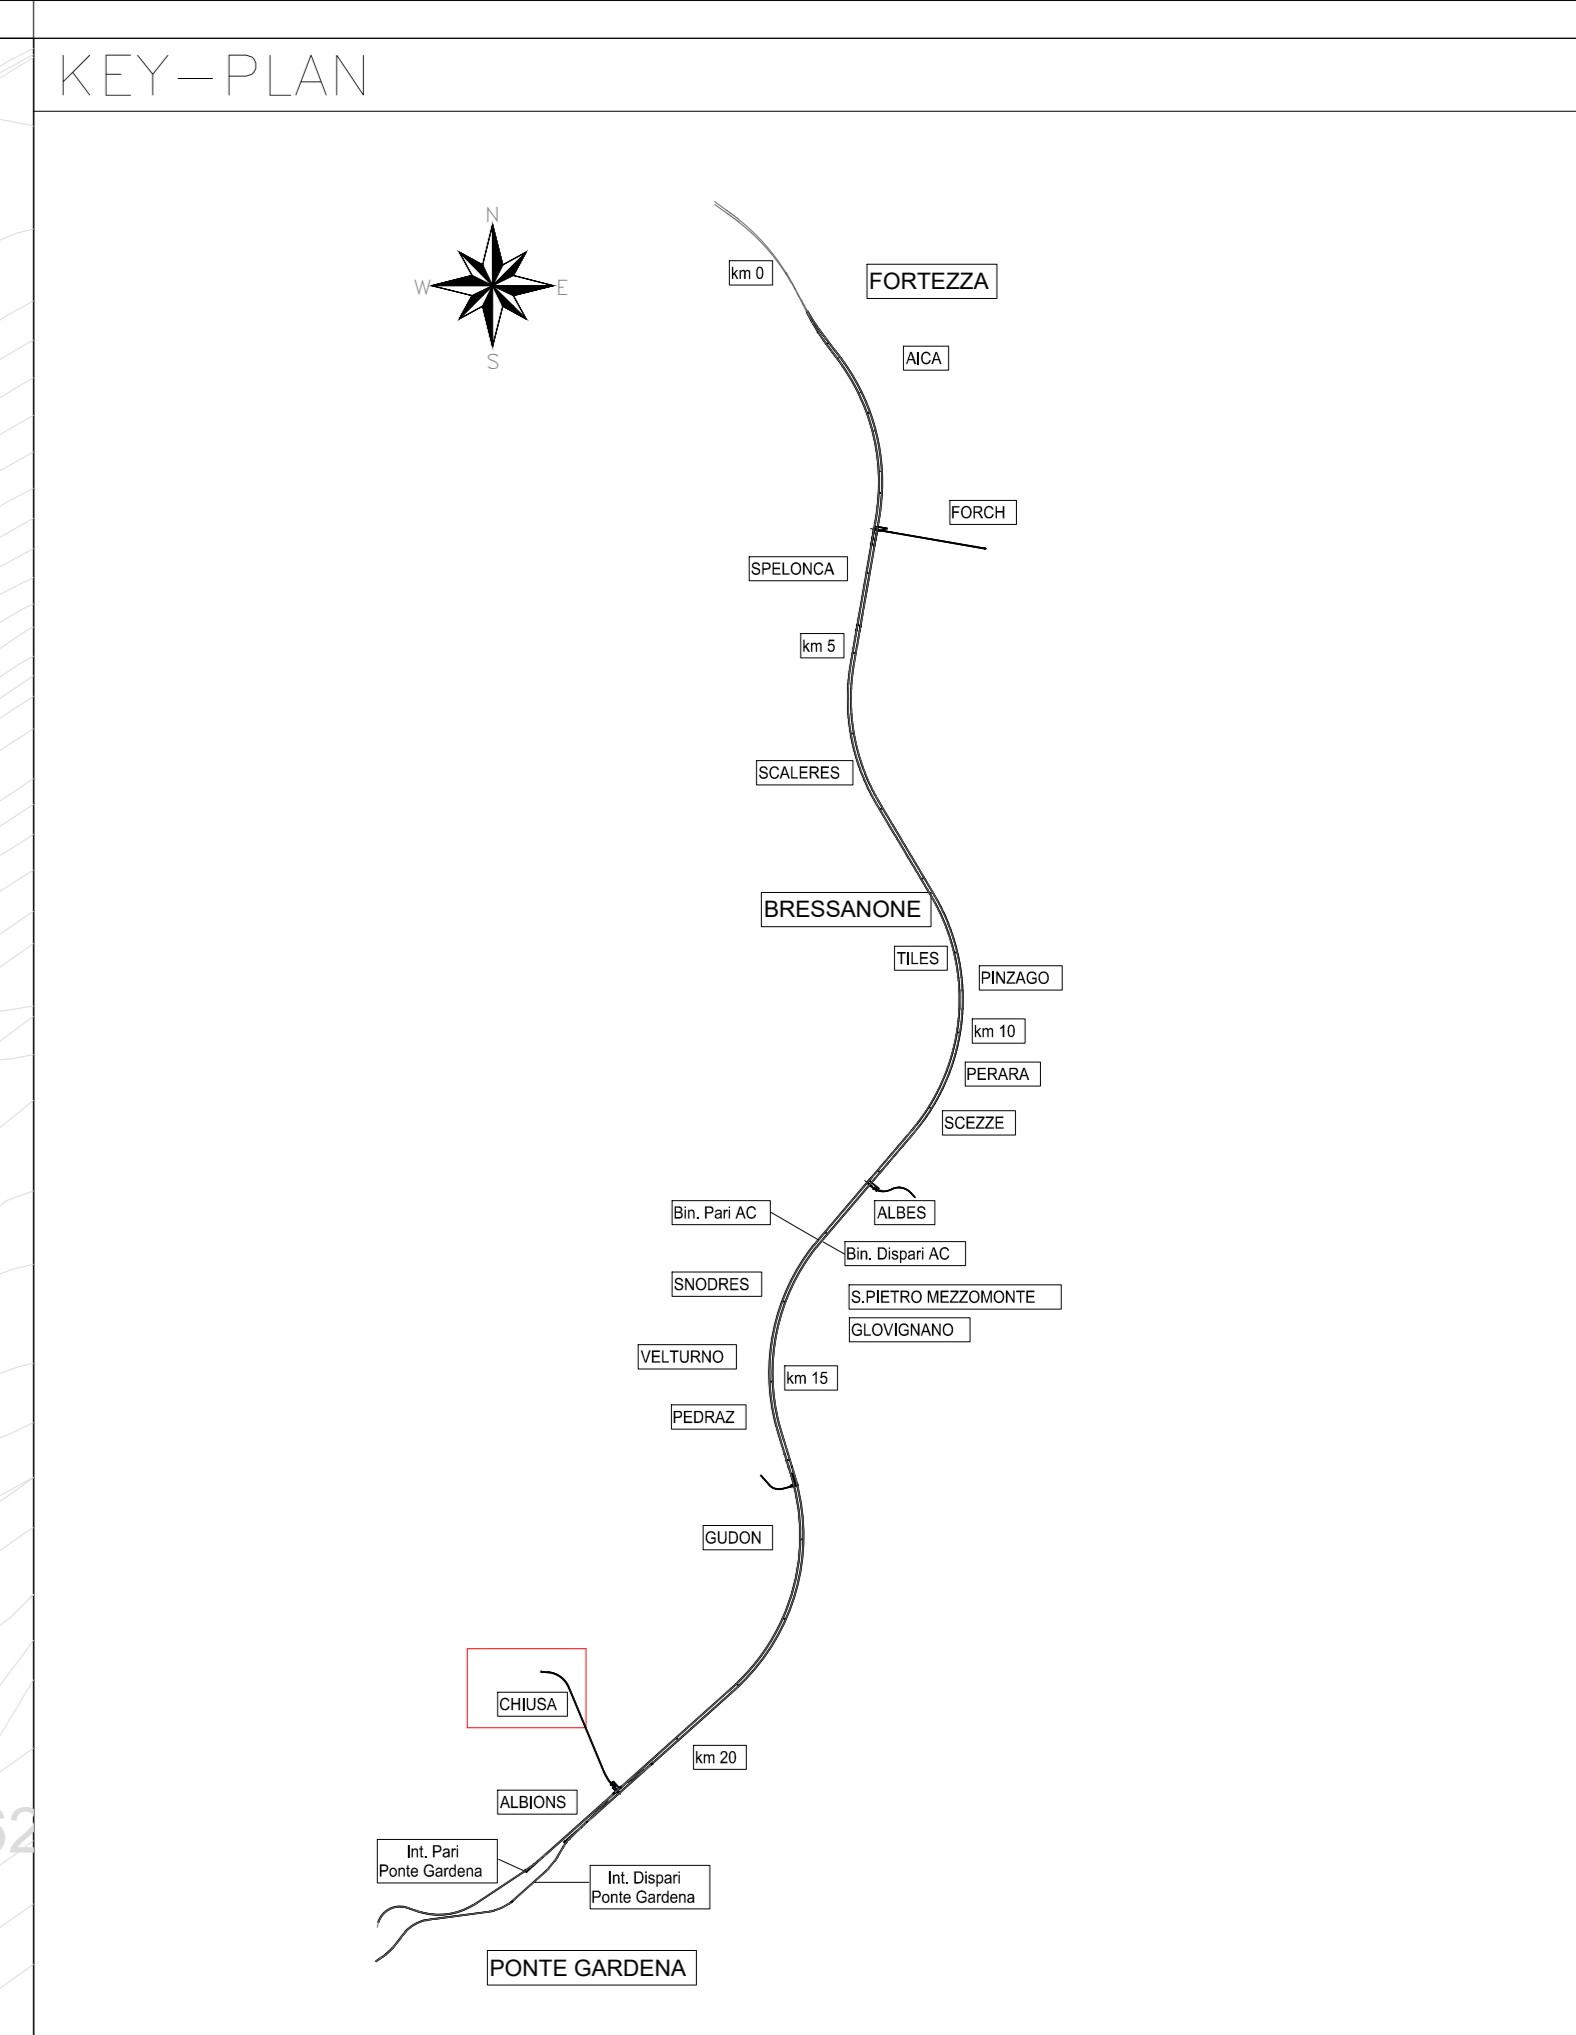 KEY-PLAN
N
W
E
S
km 0
FORTEZZA
AICA
FORCH
SPELONCA
km 5
SCALERES
BRESSANONE
TILES
PINZAGO
km 10
PERARA
SCEZZE
Bin. Pari AC
ALBES
Bin. Dispari AC
SNODRES
S.PIETRO MEZZOMONTE
GLOVIGNANO
VELTURNO
km 15
PEDRAZ
GUDON
CHIUSA
km 20
ALBIONS
Int. Pari
Ponte Gardena
Int. Dispari
Ponte Gardena
PONTE GARDENA